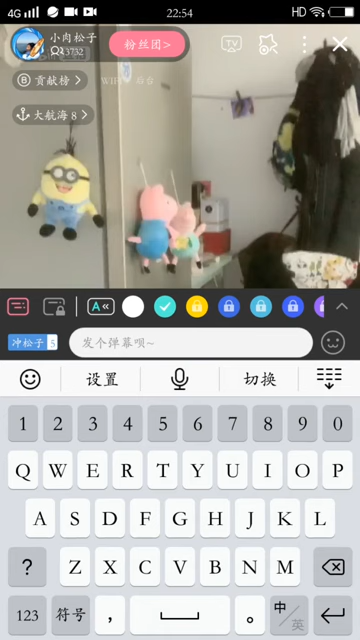 4G 22:54 HD
小肉松子
3732
粉丝团>
TV
B 贡献榜 >
大航海 8 >
A
冲松子 5
发个弹幕呗~
设置 切换
1 2 3 4 5 6 7 8 9 0
Q W E R T Y U I O P
A S D F G H J K L
? Z X C V B N M
123 符号 , 。 中/英